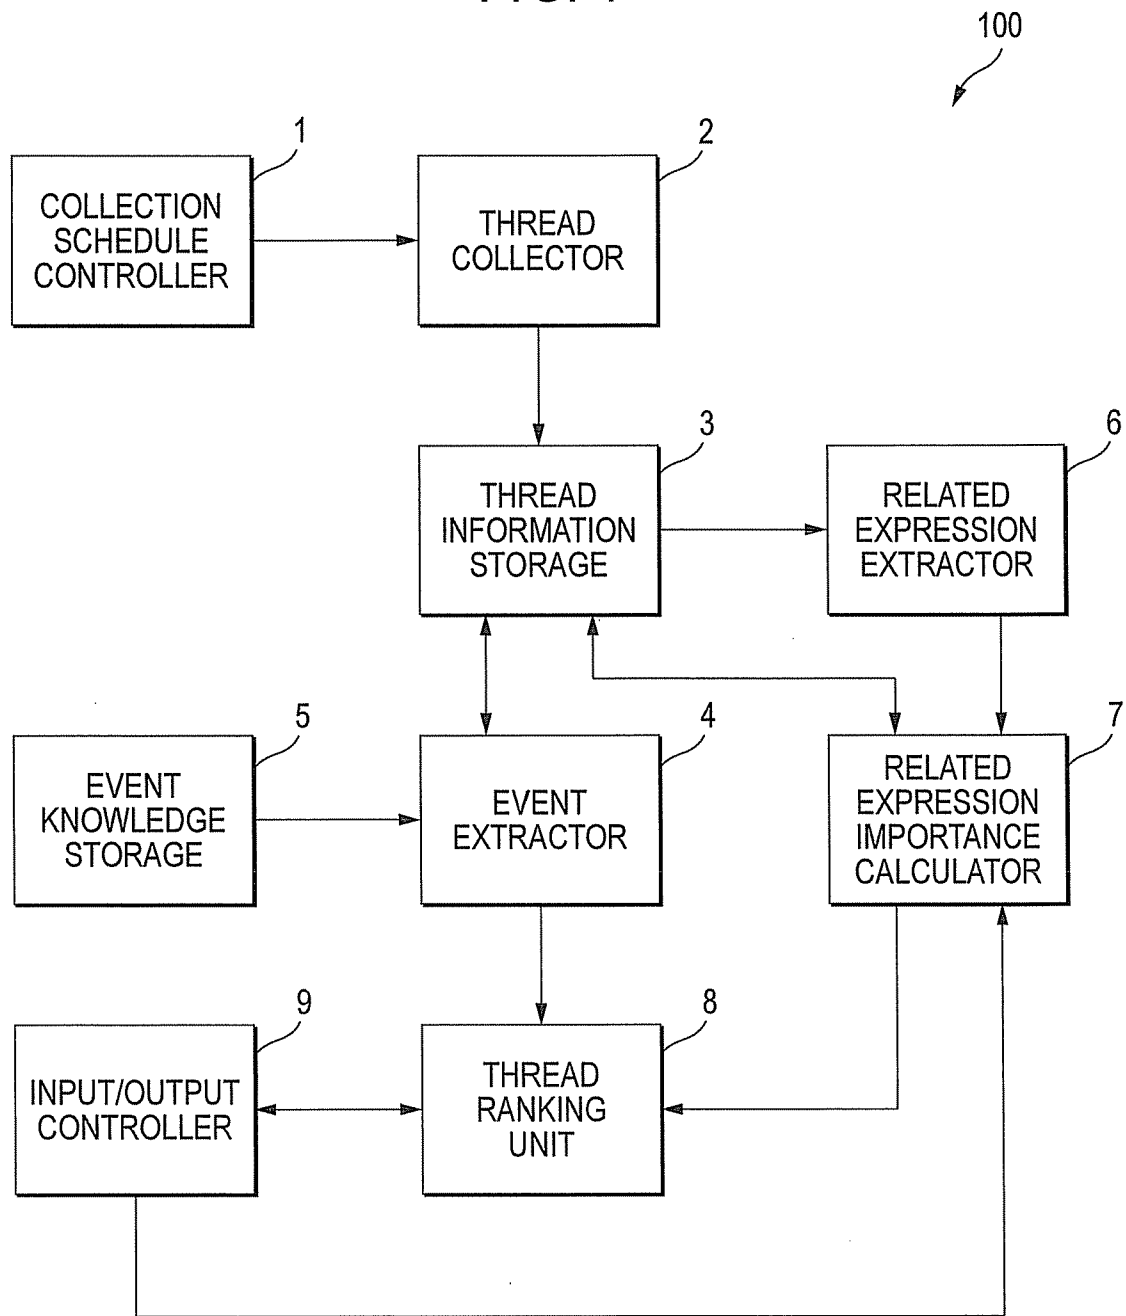 100
1
COLLECTION
SCHEDULE
CONTROLLER
2
THREAD
COLLECTOR
3
THREAD
INFORMATION
STORAGE
6
RELATED
EXPRESSION
EXTRACTOR
5
EVENT
KNOWLEDGE
STORAGE
4
EVENT
EXTRACTOR
7
RELATED
EXPRESSION
IMPORTANCE
CALCULATOR
9
INPUT/OUTPUT
CONTROLLER
8
THREAD
RANKING
UNIT